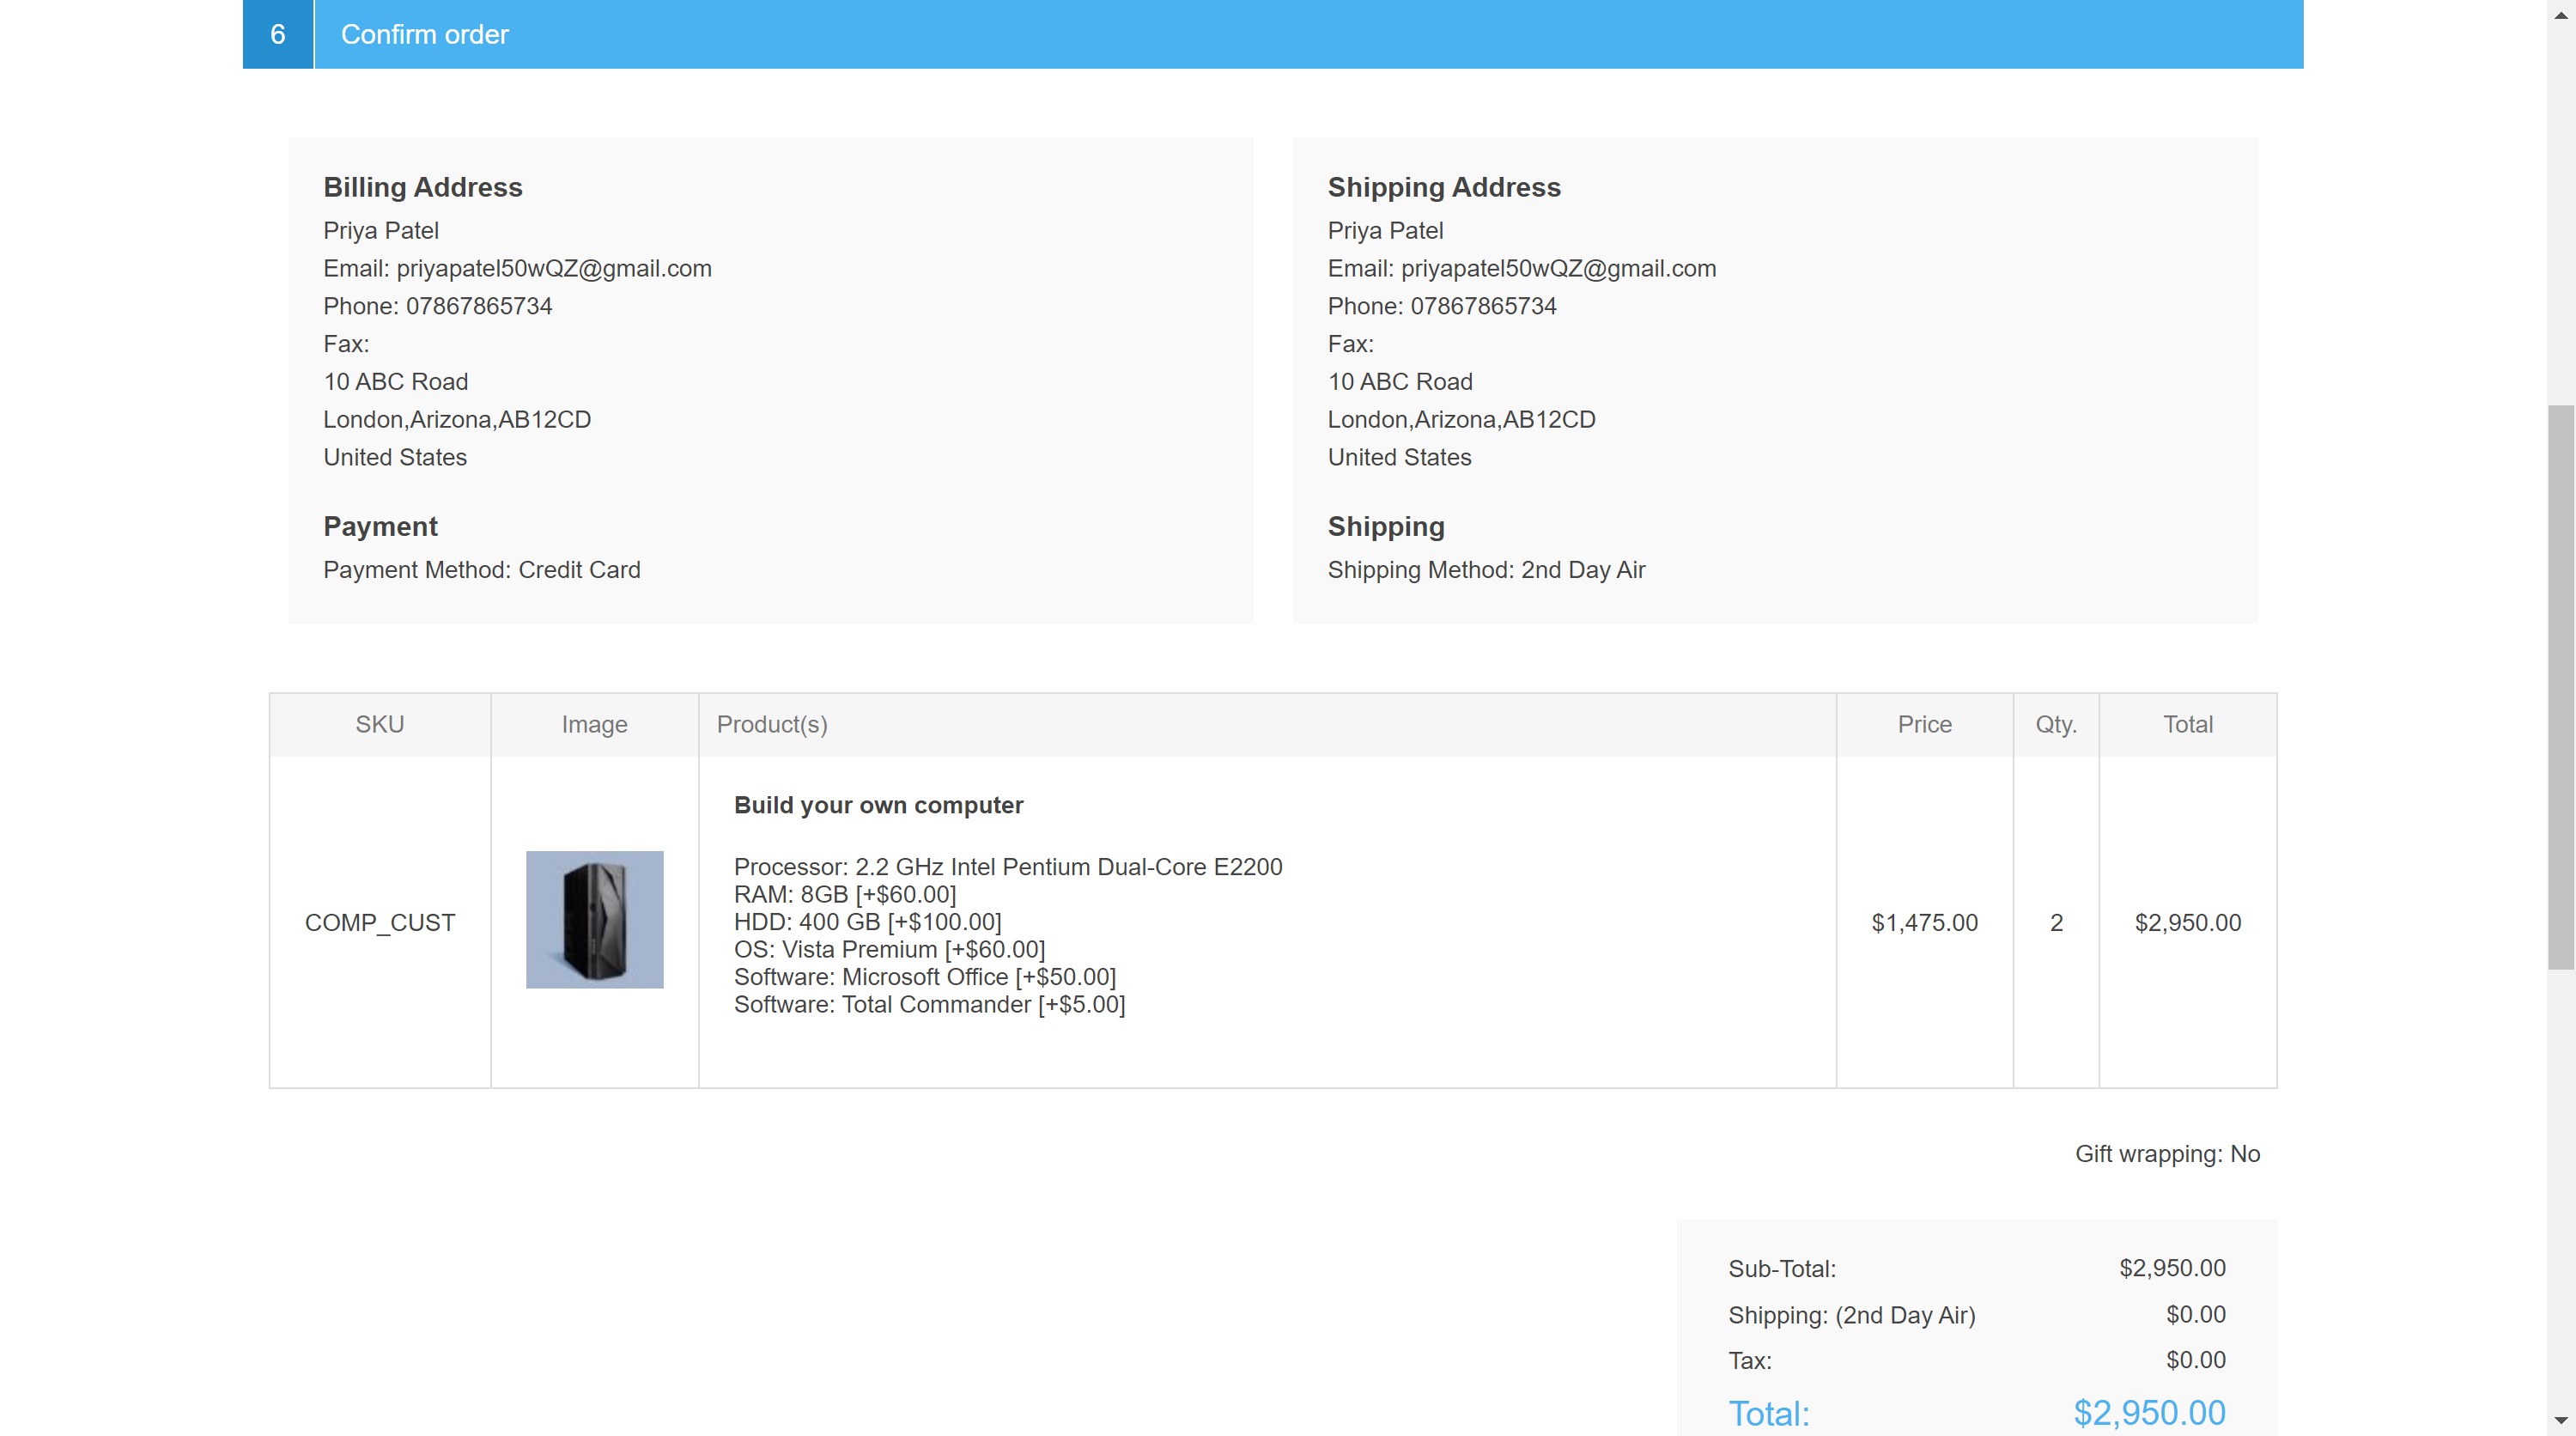 6 Confirm order
Billing Address
Priya Patel
Email: priyapatel50wQZ@gmail.com
Phone: 07867865734
Fax:
10 ABC Road
London,Arizona,AB12CD
United States
Payment
Payment Method: Credit Card
Shipping Address
Priya Patel
Email: priyapatel50wQZ@gmail.com
Phone: 07867865734
Fax:
10 ABC Road
London,Arizona,AB12CD
United States
Shipping
Shipping Method: 2nd Day Air
SKU Image Product(s) Price Qty. Total
Build your own computer
Processor: 2.2 GHz Intel Pentium Dual-Core E2200
RAM: 8GB [+$60.00]
HDD: 400 GB [+$100.00]
OS: Vista Premium [+$60.00]
Software: Microsoft Office [+$50.00]
Software: Total Commander [+$5.00]
COMP_CUST $1,475.00 2 $2,950.00
Gift wrapping: No
Sub-Total: $2,950.00
Shipping: (2nd Day Air) $0.00
Tax: $0.00
Total: $2,950.00